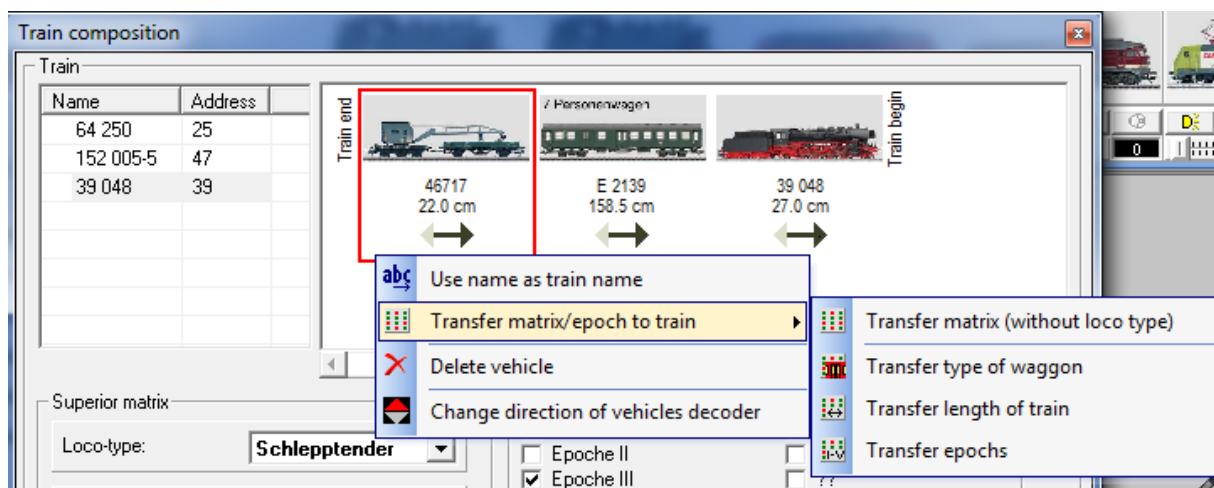 Train composition
Train
Name Address
64 250 25
152 005-5 47
39 048 39
Train end
7 Personenwagen
Train begin
46717 E 2139 39 048
22.0 cm 158.5 cm 27.0 cm
abc Use name as train name
Transfer matrix/epoch to train
Delete vehicle
Change direction of vehicles decoder
Transfer matrix (without loco type)
Transfer type of waggon
Transfer length of train
I-V Transfer epochs
Superior matrix
Loco-type: Schlepptender
Epoche II
Epoche III ??
D
0